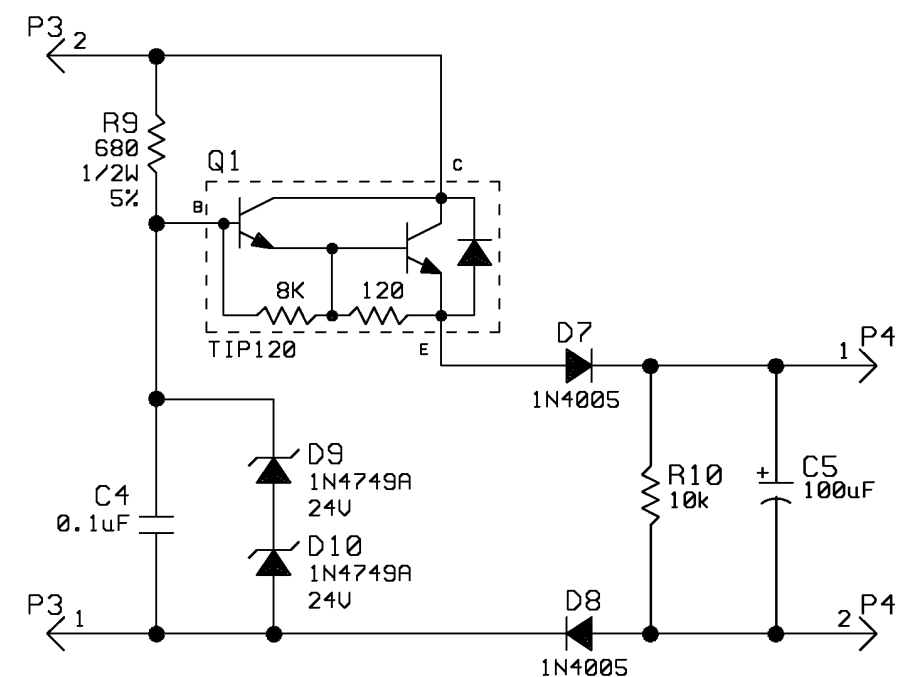 P3
2
R9
680
1/2W
5%
Q1
C
B
8K
120
TIP120
E
D7
1N4005
1
P4
D9
1N4749A
24V
R10
10k
+
C5
100uF
C4
0.1uF
D10
1N4749A
24V
P3
1
D8
1N4005
2
P4